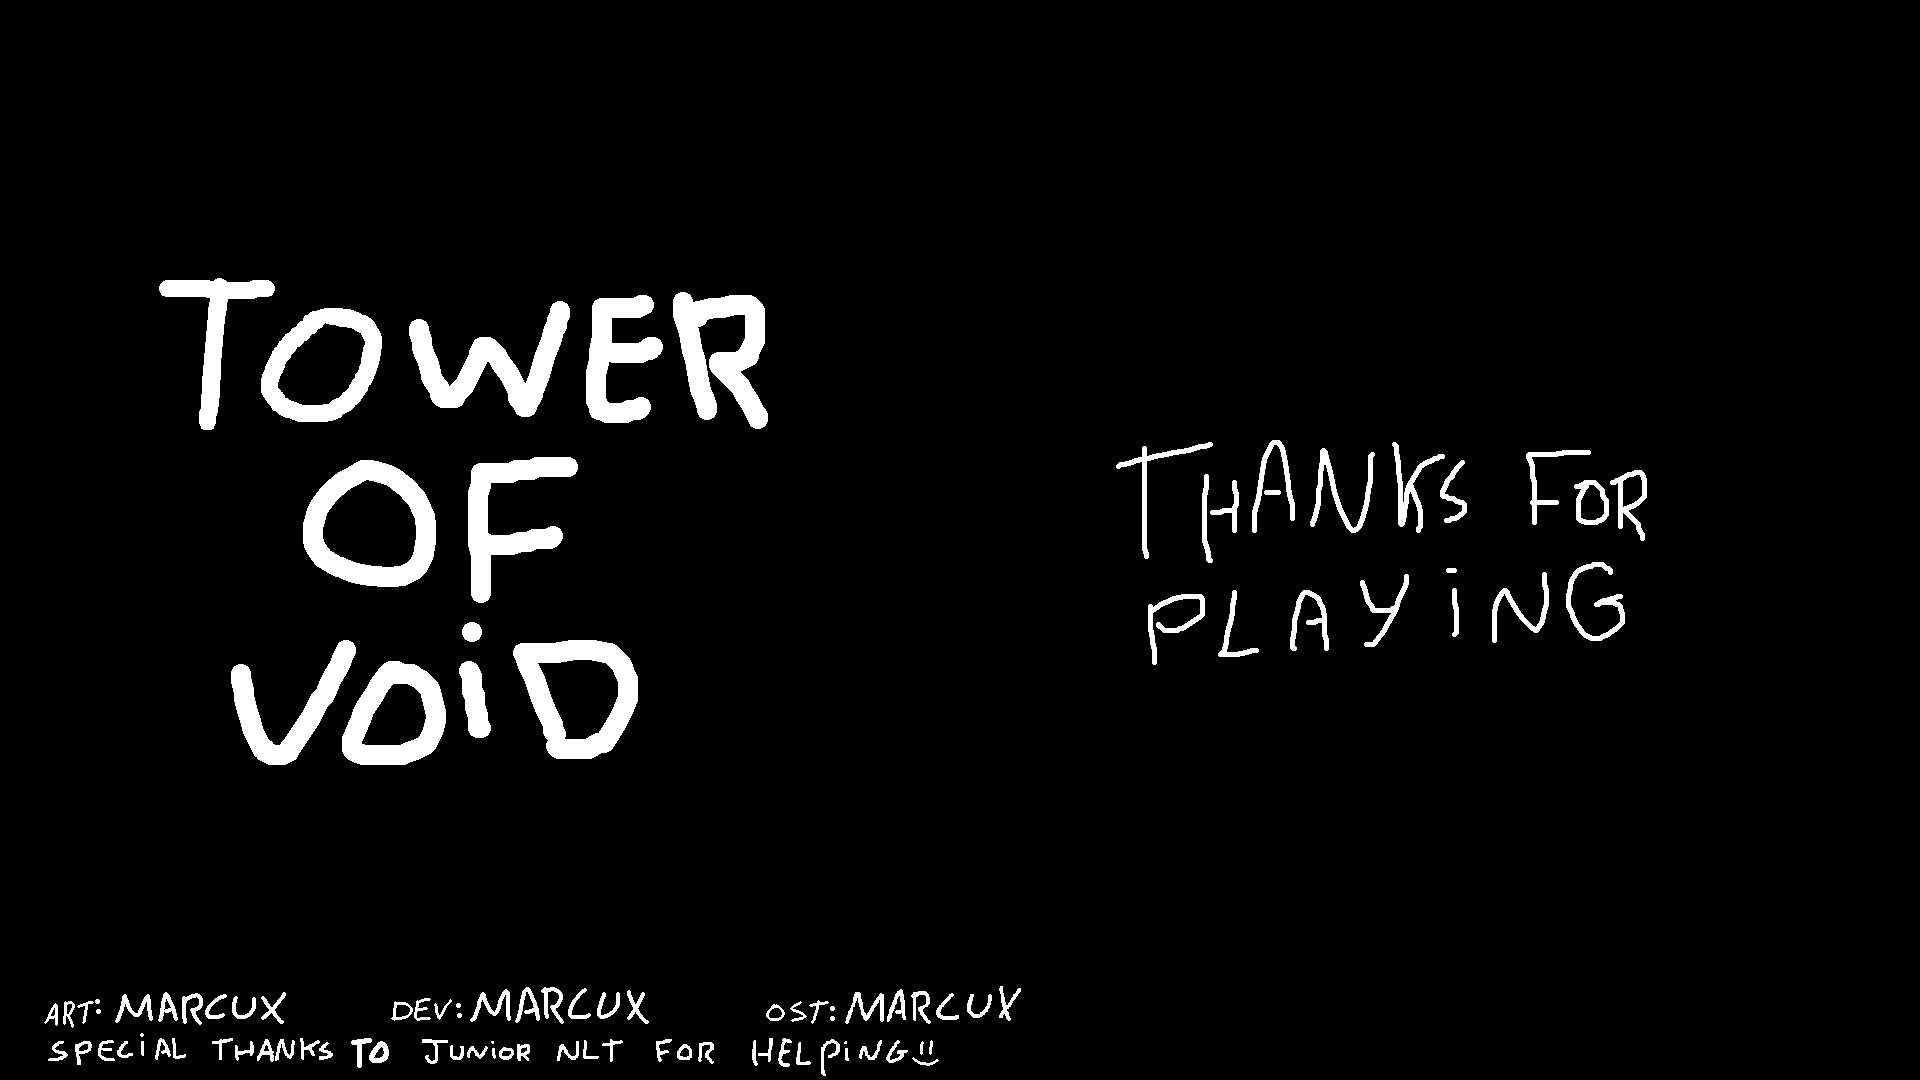 TOWER
OF
VOiD
THANKS FOR
PLAYiNG
ART: MARCUX DEV: MARCUX OST: MARCUX
SPECiAL THANKS TO JUNiOR NLT FOR HELPiNG